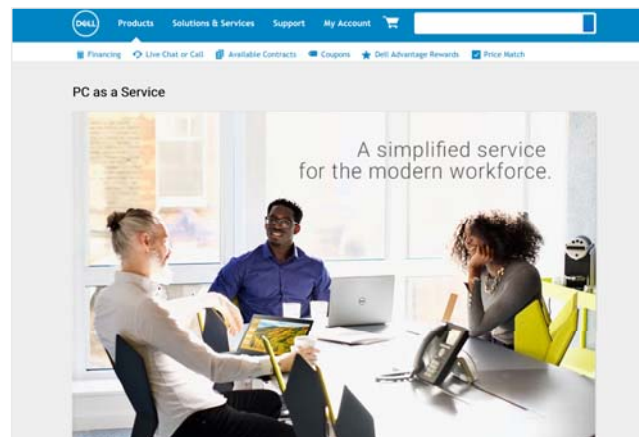 DELL
Products Solutions & Services Support My Account
Financing Live Chat or Call Available Contracts Coupons Dell Advantage Rewards Price Match
PC as a Service
A simplified service
for the modern workforce.